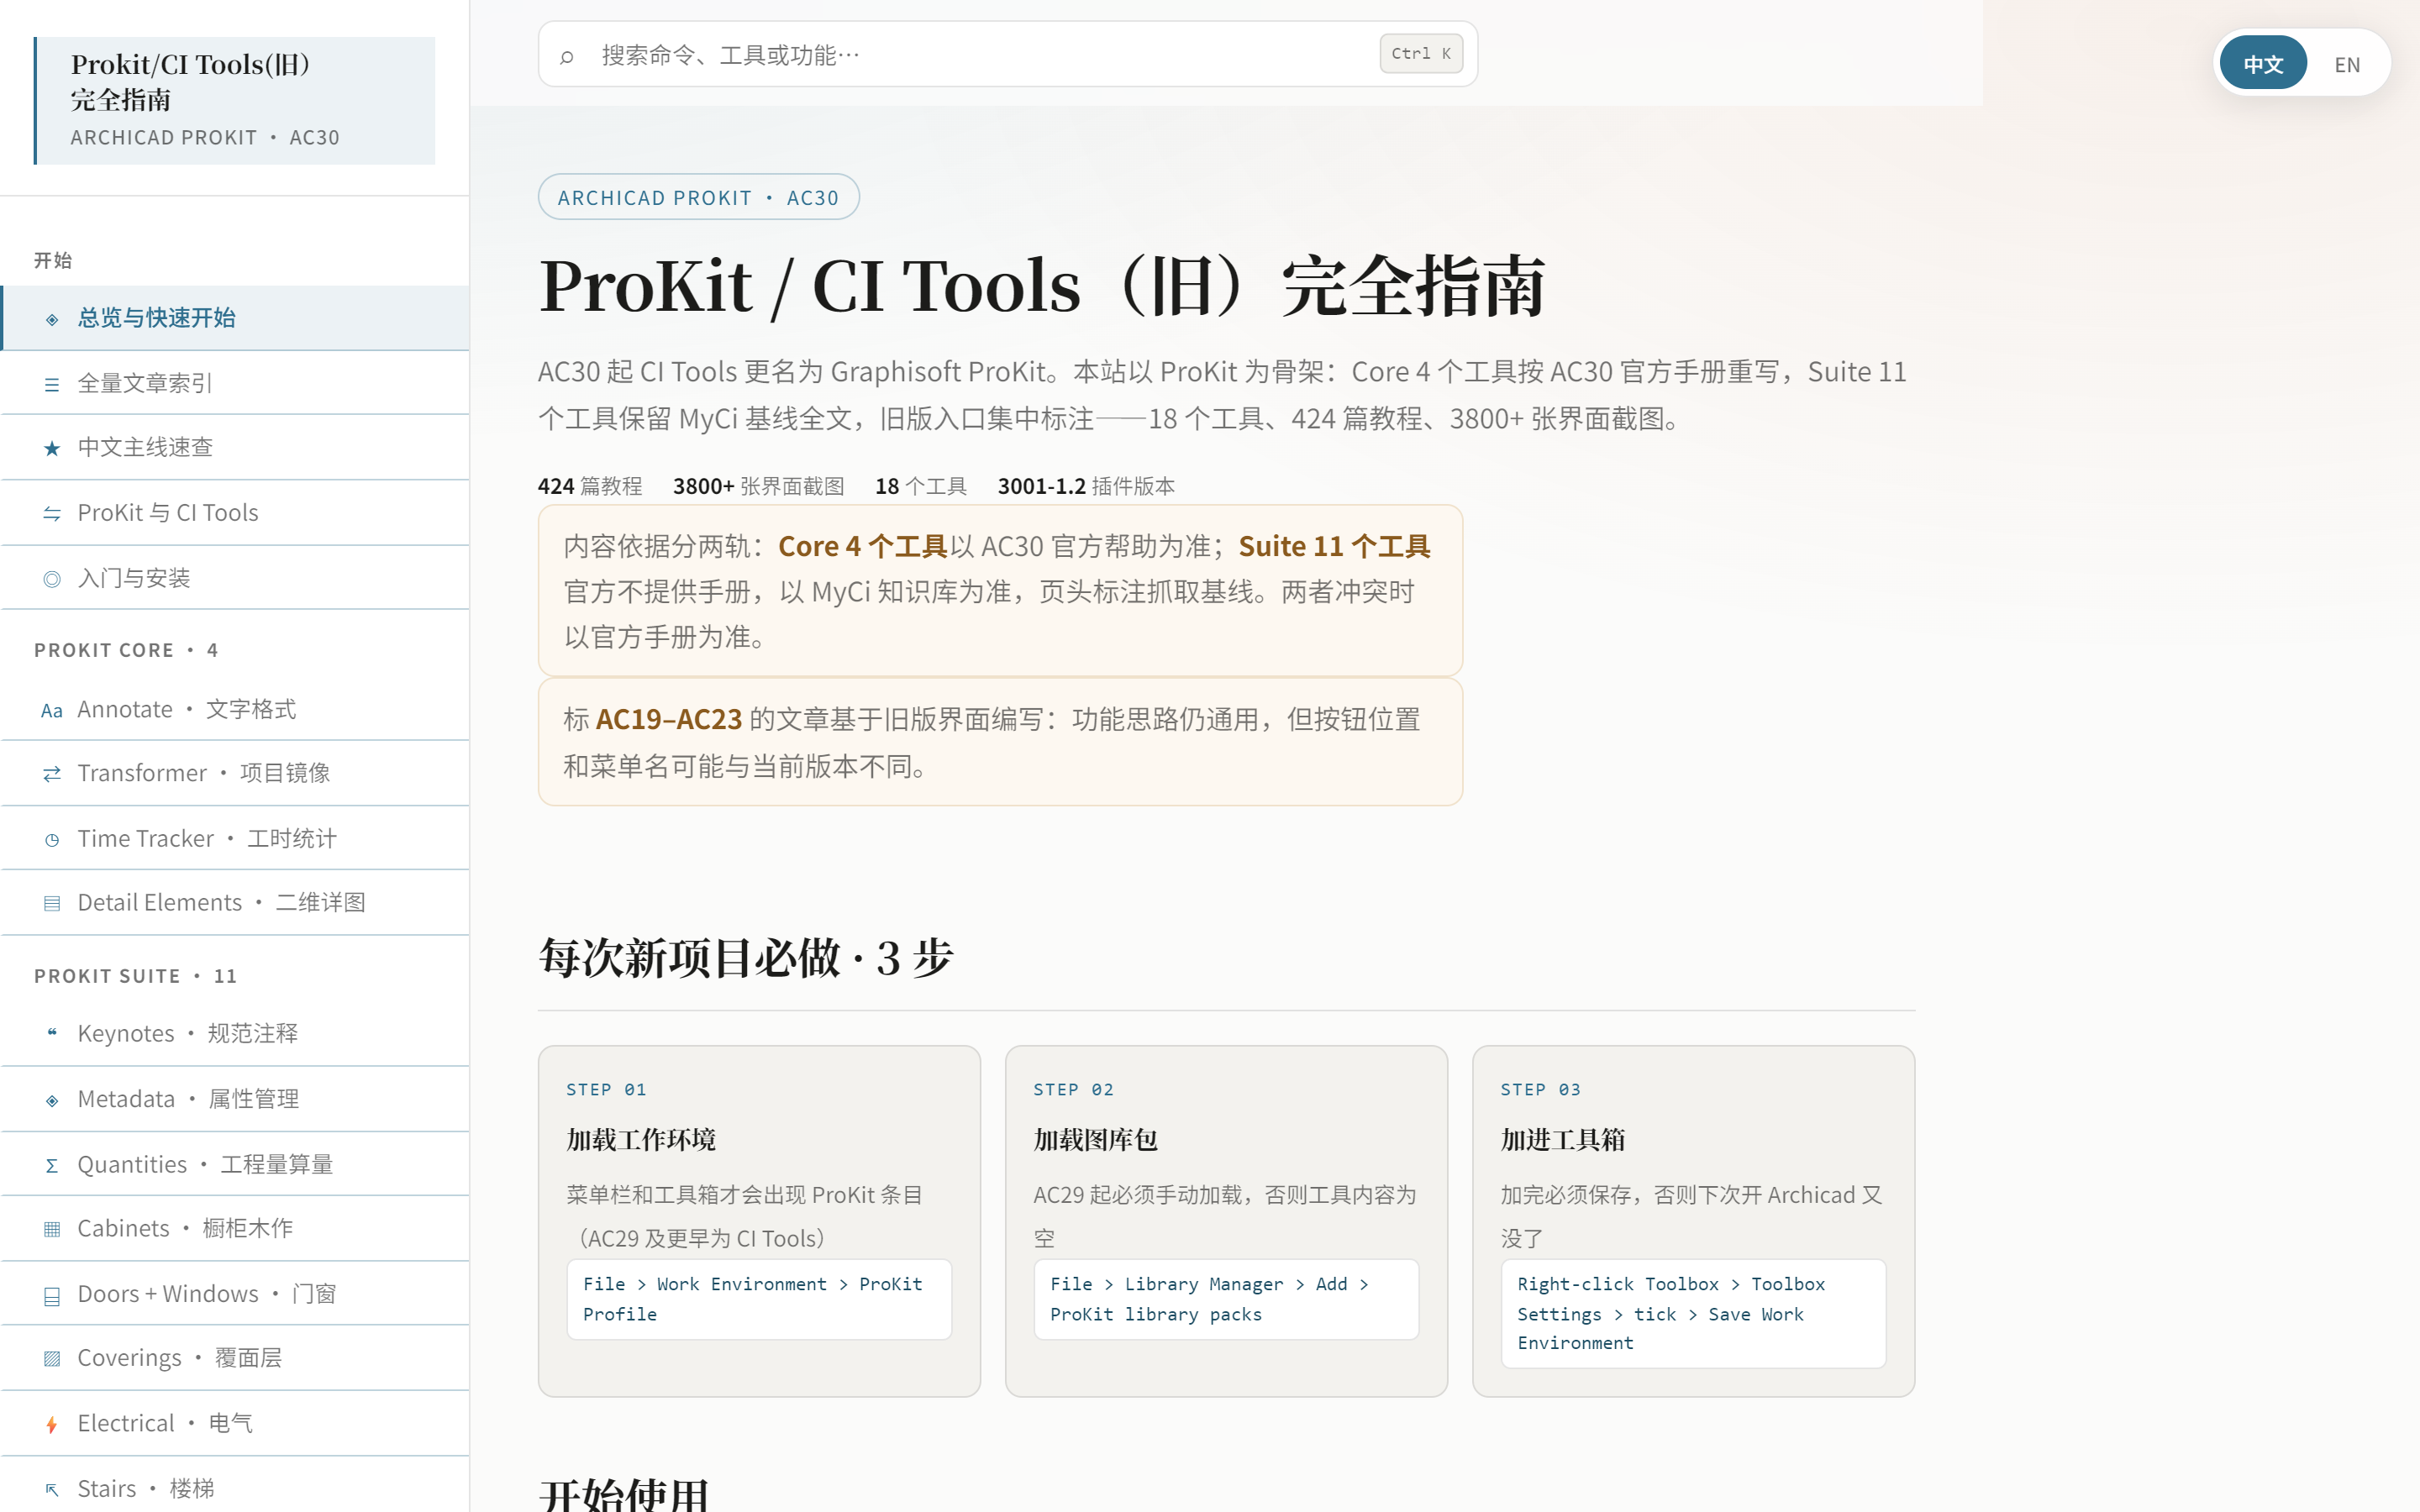 Prokit/CI Tools(旧)
完全指南
ARCHICAD PROKIT · AC30
开始
总览与快速开始
全量文章索引
中文主线速查
ProKit 与 CI Tools
入门与安装
PROKIT CORE · 4
Aa Annotate · 文字格式
Transformer · 项目镜像
Time Tracker · 工时统计
Detail Elements · 二维详图
PROKIT SUITE · 11
❝ Keynotes · 规范注释
Metadata · 属性管理
Σ Quantities · 工程量算量
Cabinets · 橱柜木作
Doors + Windows · 门窗
Coverings · 覆面层
Electrical · 电气
Stairs · 楼梯
搜索命令、工具或功能…
Ctrl K
中文
EN
ARCHICAD PROKIT · AC30
ProKit / CI Tools（旧）完全指南
AC30 起 CI Tools 更名为 Graphisoft ProKit。本站以 ProKit 为骨架：Core 4 个工具按 AC30 官方手册重写，Suite 11
个工具保留 MyCi 基线全文，旧版入口集中标注——18 个工具、424 篇教程、3800+ 张界面截图。
424 篇教程 3800+ 张界面截图 18 个工具 3001-1.2 插件版本
内容依据分两轨：Core 4 个工具以 AC30 官方帮助为准；Suite 11 个工具
官方不提供手册，以 MyCi 知识库为准，页头标注抓取基线。两者冲突时
以官方手册为准。
标 AC19–AC23 的文章基于旧版界面编写：功能思路仍通用，但按钮位置
和菜单名可能与当前版本不同。
每次新项目必做 · 3 步
STEP 01
加载工作环境
菜单栏和工具箱才会出现 ProKit 条目
（AC29 及更早为 CI Tools）
File > Work Environment > ProKit
Profile
STEP 02
加载图库包
AC29 起必须手动加载，否则工具内容为
空
File > Library Manager > Add >
ProKit library packs
STEP 03
加进工具箱
加完必须保存，否则下次开 Archicad 又
没了
Right-click Toolbox > Toolbox
Settings > tick > Save Work
Environment
开始使用